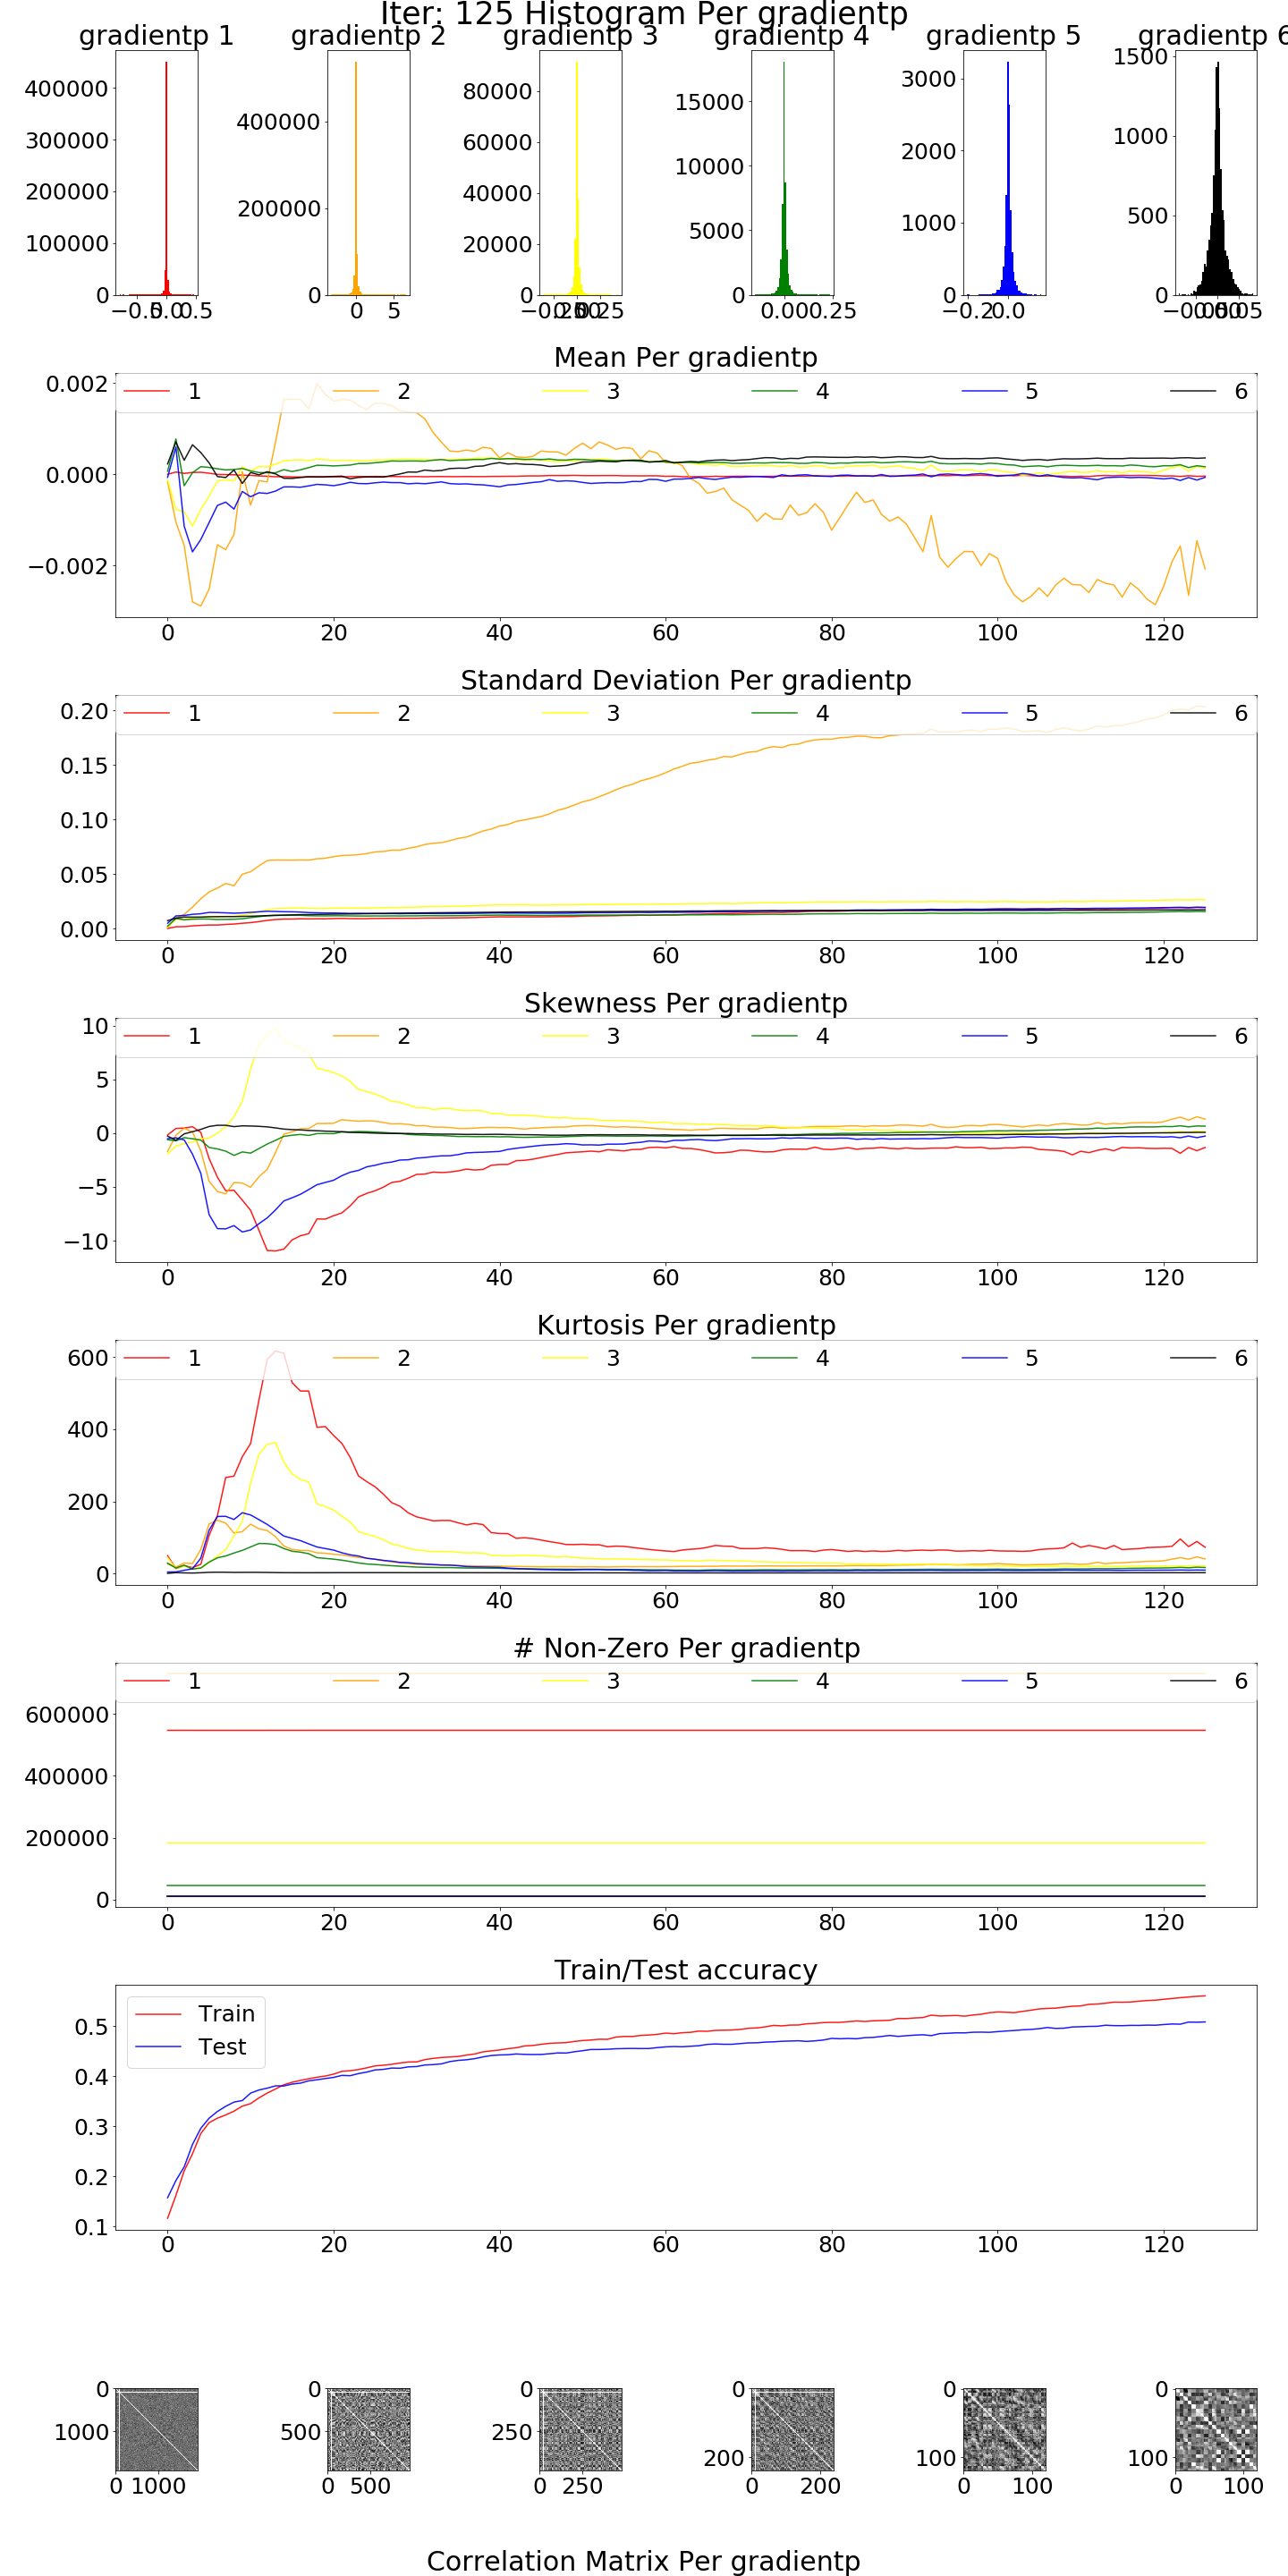 Iter: 125 Histogram Per gradientp
gradientp 1 gradientp 2 gradientp 3 gradientp 4 gradientp 5 gradientp 6
400000 300000 200000 100000 0
400000 200000 0
0 5
80000 60000 40000 20000 0
15000 10000 5000 0
0.00 0.25
3000 2000 1000 0
−0.2 0.0
1500 1000 500 0
Mean Per gradientp
1 2 3 4 5 6
0.002 0.000 −0.002
0 20 40 60 80 100 120
Standard Deviation Per gradientp
1 2 3 4 5 6
0.20 0.15 0.10 0.05 0.00
0 20 40 60 80 100 120
Skewness Per gradientp
1 2 3 4 5 6
10 5 0 −5 −10
0 20 40 60 80 100 120
Kurtosis Per gradientp
1 2 3 4 5 6
600 400 200 0
0 20 40 60 80 100 120
# Non-Zero Per gradientp
1 2 3 4 5 6
600000 400000 200000 0
0 20 40 60 80 100 120
Train/Test accuracy
Train
Test
0.5 0.4 0.3 0.2 0.1
0 20 40 60 80 100 120
0 1000
0 1000
0 500
0 500
0 250
0 250
0 200
0 200
0 100
0 100
0 100
0 100
Correlation Matrix Per gradientp